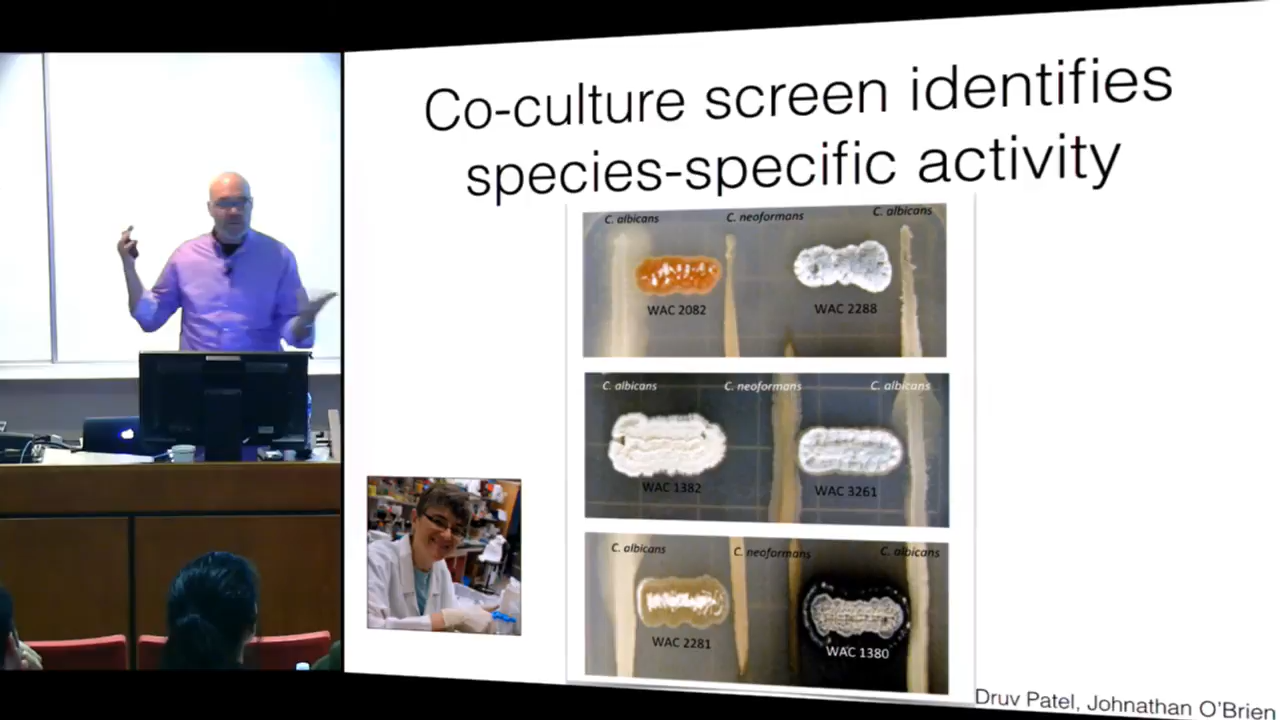 Co-culture screen identifies
species-specific activity
C. albicans C. neoformans C. albicans
WAC 2082 WAC 2288
C. albicans C. neoformans C. albicans
WAC 1382 WAC 3261
C. albicans C. neoformans C. albicans
WAC 2281 WAC 1380
Druv Patel, Johnathan O'Brien